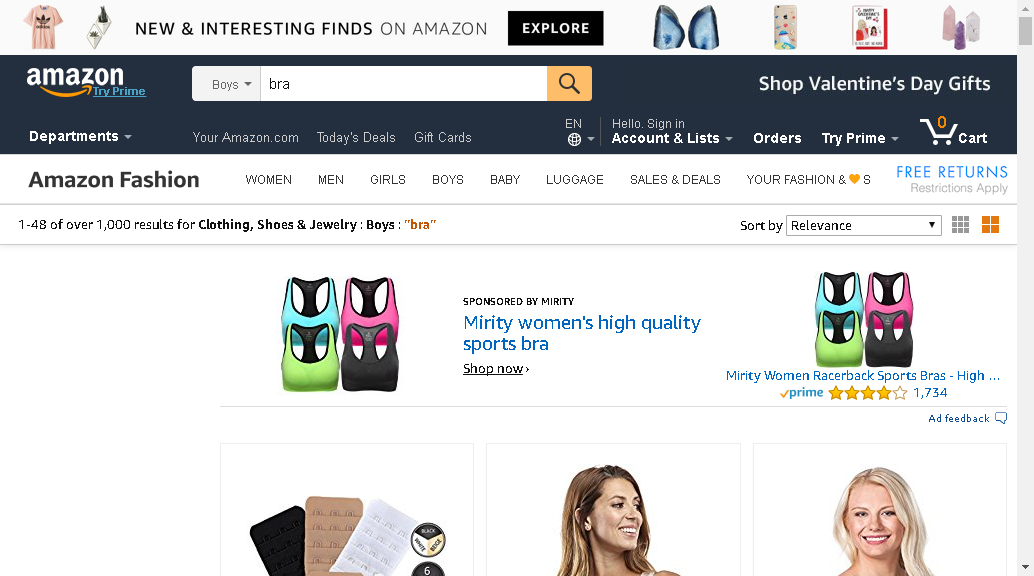 NEW & INTERESTING FINDS ON AMAZON EXPLORE
amazon
Try Prime
Boys bra
Shop Valentine's Day Gifts
Departments
Your Amazon.com Today's Deals Gift Cards
EN
Hello. Sign in
Account & Lists
Orders
Try Prime
0
Cart
Amazon Fashion
WOMEN MEN GIRLS BOYS BABY LUGGAGE SALES & DEALS YOUR FASHION & S
FREE RETURNS
Restrictions Apply
1-48 of over 1,000 results for Clothing, Shoes & Jewelry : Boys : "bra"
Sort by Relevance
SPONSORED BY MIRITY
Mirity women's high quality
sports bra
Shop now ›
Mirity Women Racerback Sports Bras - High ...
prime 1,734
Ad feedback
BLACK
WHITE
BEIGE
6